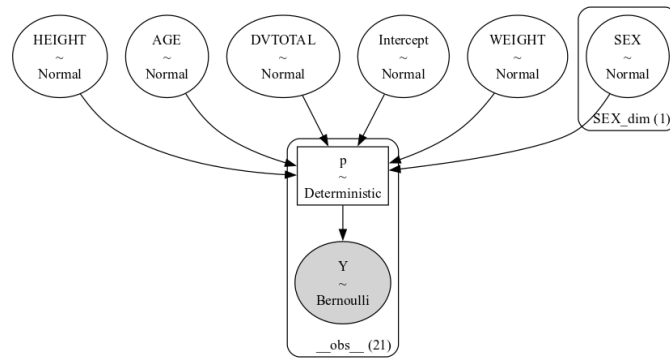 HEIGHT
~
Normal
AGE
~
Normal
DVTOTAL
~
Normal
Intercept
~
Normal
WEIGHT
~
Normal
SEX
~
Normal
SEX_dim (1)
p
~
Deterministic
Y
~
Bernoulli
__obs__ (21)